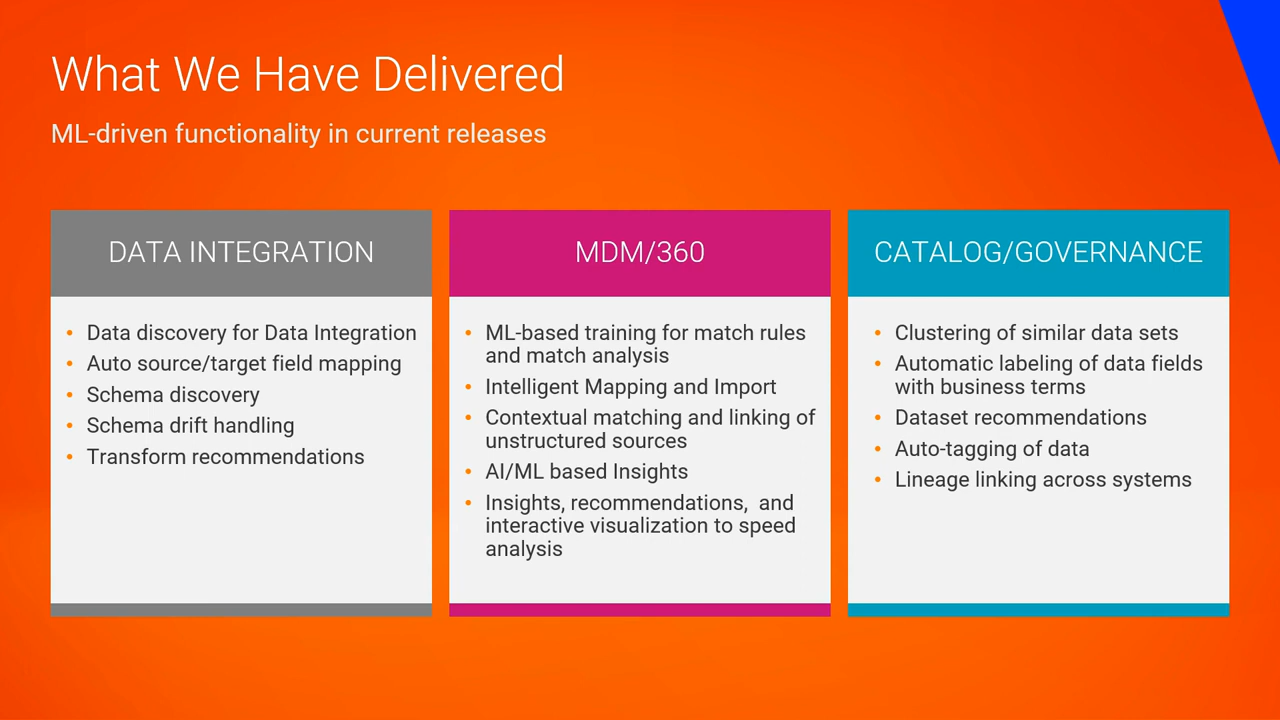 What We Have Delivered
ML-driven functionality in current releases
DATA INTEGRATION
• Data discovery for Data Integration
• Auto source/target field mapping
• Schema discovery
• Schema drift handling
• Transform recommendations
MDM/360
• ML-based training for match rules
and match analysis
• Intelligent Mapping and Import
• Contextual matching and linking of
unstructured sources
• AI/ML based Insights
• Insights, recommendations,  and
interactive visualization to speed
analysis
CATALOG/GOVERNANCE
• Clustering of similar data sets
• Automatic labeling of data fields
with business terms
• Dataset recommendations
• Auto-tagging of data
• Lineage linking across systems